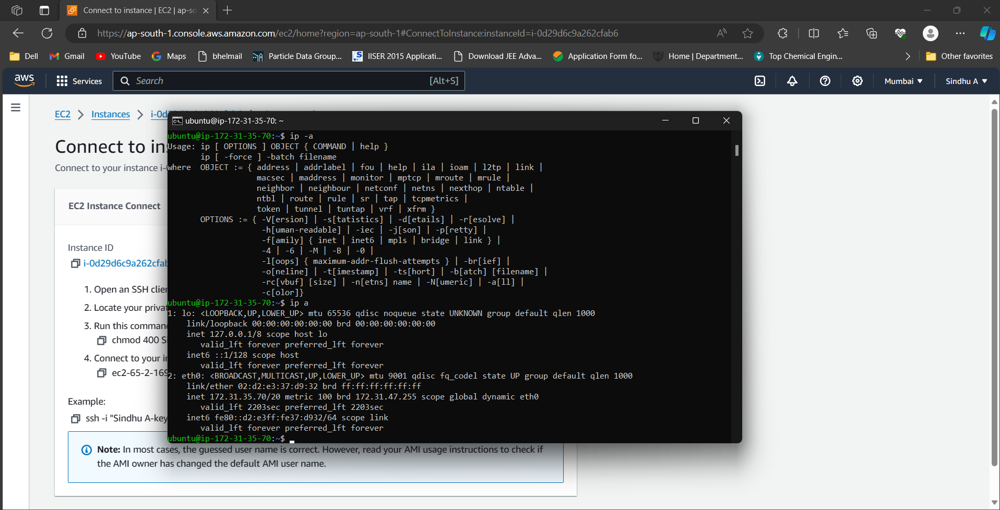 Connect to instance | EC2 | ap-so
https://ap-south-1.console.aws.amazon.com/ec2/home?region=ap-south-1#ConnectToInstance:instanceId=i-0d29d6c9a262cfab6
Dell Gmail YouTube Maps bhelmail Particle Data Group... IISER 2015 Applicati... Download JEE Adva... Application Form fo... Home | Department... Top Chemical Engin... Other favorites
aws Services Search [Alt+S] Mumbai Sindhu A
EC2 Instances i-0d
ubuntu@ip-172-31-35-70: ~
Connect to in
Connect to your instance i-
EC2 Instance Connect
Instance ID
i-0d29d6c9a262cfab
1. Open an SSH clien
2. Locate your privat
3. Run this command
chmod 400 S
4. Connect to your in
ec2-65-2-169
Example:
ssh -i "Sindhu A-key
ubuntu@ip-172-31-35-70:~$ ip -a
Usage: ip [ OPTIONS ] OBJECT { COMMAND | help }
ip [ -force ] -batch filename
where OBJECT := { address | addrlabel | fou | help | ila | ioam | l2tp | link |
macsec | maddress | monitor | mptcp | mroute | mrule |
neighbor | neighbour | netconf | netns | nexthop | ntable |
ntbl | route | rule | sr | tap | tcpmetrics |
token | tunnel | tuntap | vrf | xfrm }
OPTIONS := { -V[ersion] | -s[tatistics] | -d[etails] | -r[esolve] |
-h[uman-readable] | -iec | -j[son] | -p[retty] |
-f[amily] { inet | inet6 | mpls | bridge | link } |
-4 | -6 | -M | -B | -0 |
-l[oops] { maximum-addr-flush-attempts } | -br[ief] |
-o[neline] | -t[imestamp] | -ts[hort] | -b[atch] [filename] |
-rc[vbuf] [size] | -n[etns] name | -N[umeric] | -a[ll] |
-c[olor]}
ubuntu@ip-172-31-35-70:~$ ip a
1: lo: <LOOPBACK,UP,LOWER_UP> mtu 65536 qdisc noqueue state UNKNOWN group default qlen 1000
link/loopback 00:00:00:00:00:00 brd 00:00:00:00:00:00
inet 127.0.0.1/8 scope host lo
valid_lft forever preferred_lft forever
inet6 ::1/128 scope host
valid_lft forever preferred_lft forever
2: eth0: <BROADCAST,MULTICAST,UP,LOWER_UP> mtu 9001 qdisc fq_codel state UP group default qlen 1000
link/ether 02:d2:e3:37:d9:32 brd ff:ff:ff:ff:ff:ff
inet 172.31.35.70/20 metric 100 brd 172.31.47.255 scope global dynamic eth0
valid_lft 2203sec preferred_lft 2203sec
inet6 fe80::d2:e3ff:fe37:d932/64 scope link
valid_lft forever preferred_lft forever
ubuntu@ip-172-31-35-70:~$
Note: In most cases, the guessed user name is correct. However, read your AMI usage instructions to check if
the AMI owner has changed the default AMI user name.